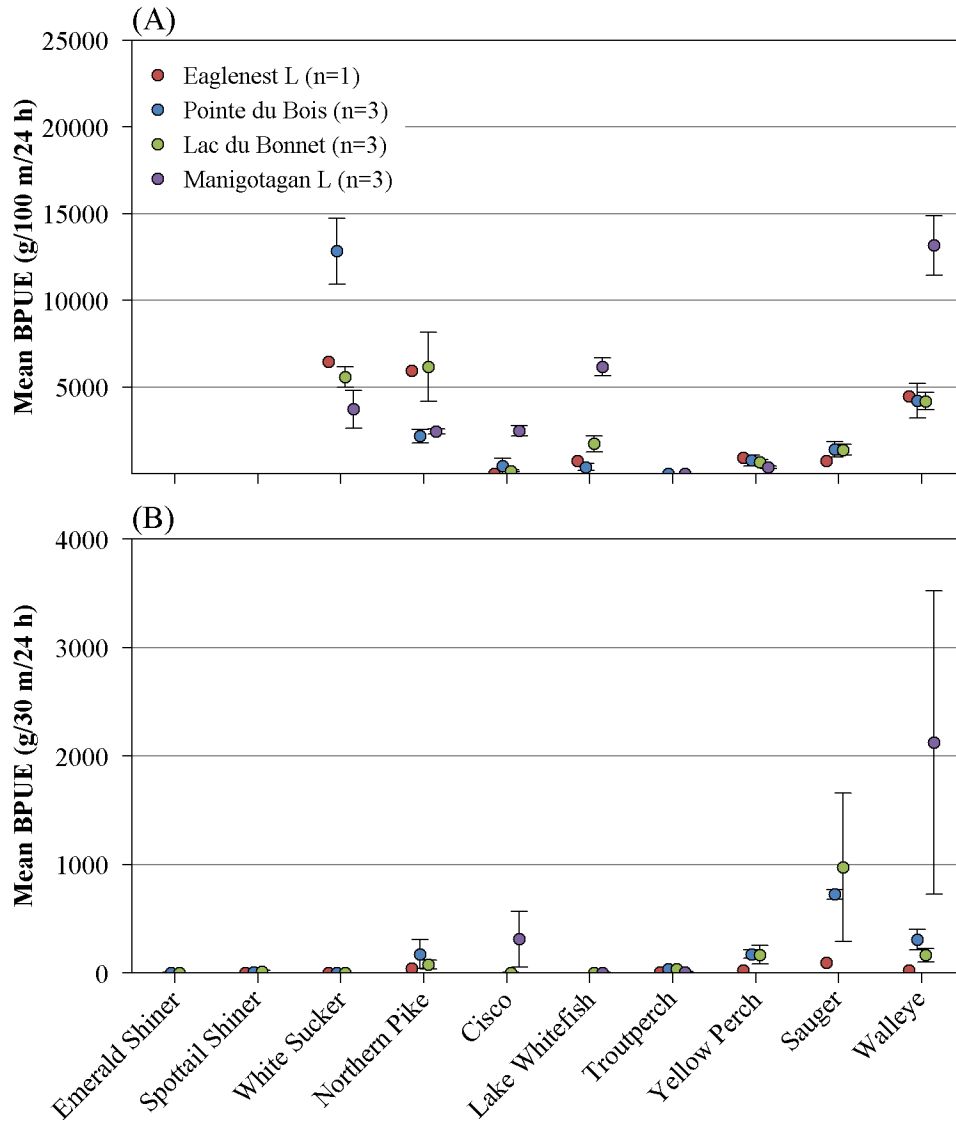 (A)
25000
20000
15000
10000
5000
Mean BPUE (g/100 m/24 h)
Eaglenest L (n=1)
Pointe du Bois (n=3)
Lac du Bonnet (n=3)
Manigotagan L (n=3)
(B)
4000
3000
2000
1000
0
Mean BPUE (g/30 m/24 h)
Emerald Shiner
Spottail Shiner
White Sucker
Northern Pike
Cisco
Lake Whitefish
Troutperch
Yellow Perch
Sauger
Walleye